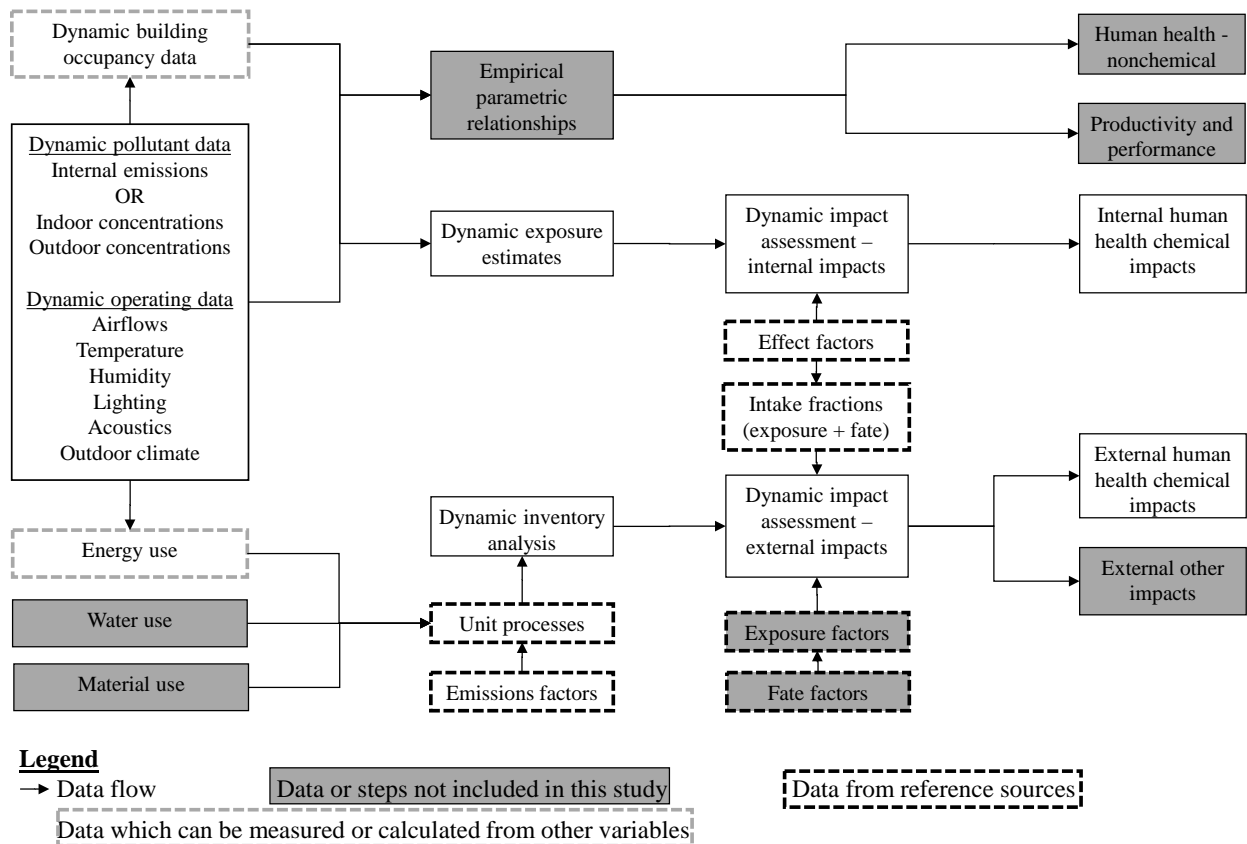 Dynamic building
occupancy data
Dynamic pollutant data
Internal emissions
OR
Indoor concentrations
Outdoor concentrations
Dynamic operating data
Airflows
Temperature
Humidity
Lighting
Acoustics
Outdoor climate
Energy use
Water use
Material use
Empirical
parametric
relationships
Dynamic exposure
estimates
Dynamic inventory
analysis
Unit processes
Emissions factors
Dynamic impact
assessment –
internal impacts
Effect factors
Intake fractions
(exposure + fate)
Dynamic impact
assessment –
external impacts
Exposure factors
Fate factors
Human health -
nonchemical
Productivity and
performance
Internal human
health chemical
impacts
External human
health chemical
impacts
External other
impacts
Legend
Data flow
Data or steps not included in this study
Data from reference sources
Data which can be measured or calculated from other variables